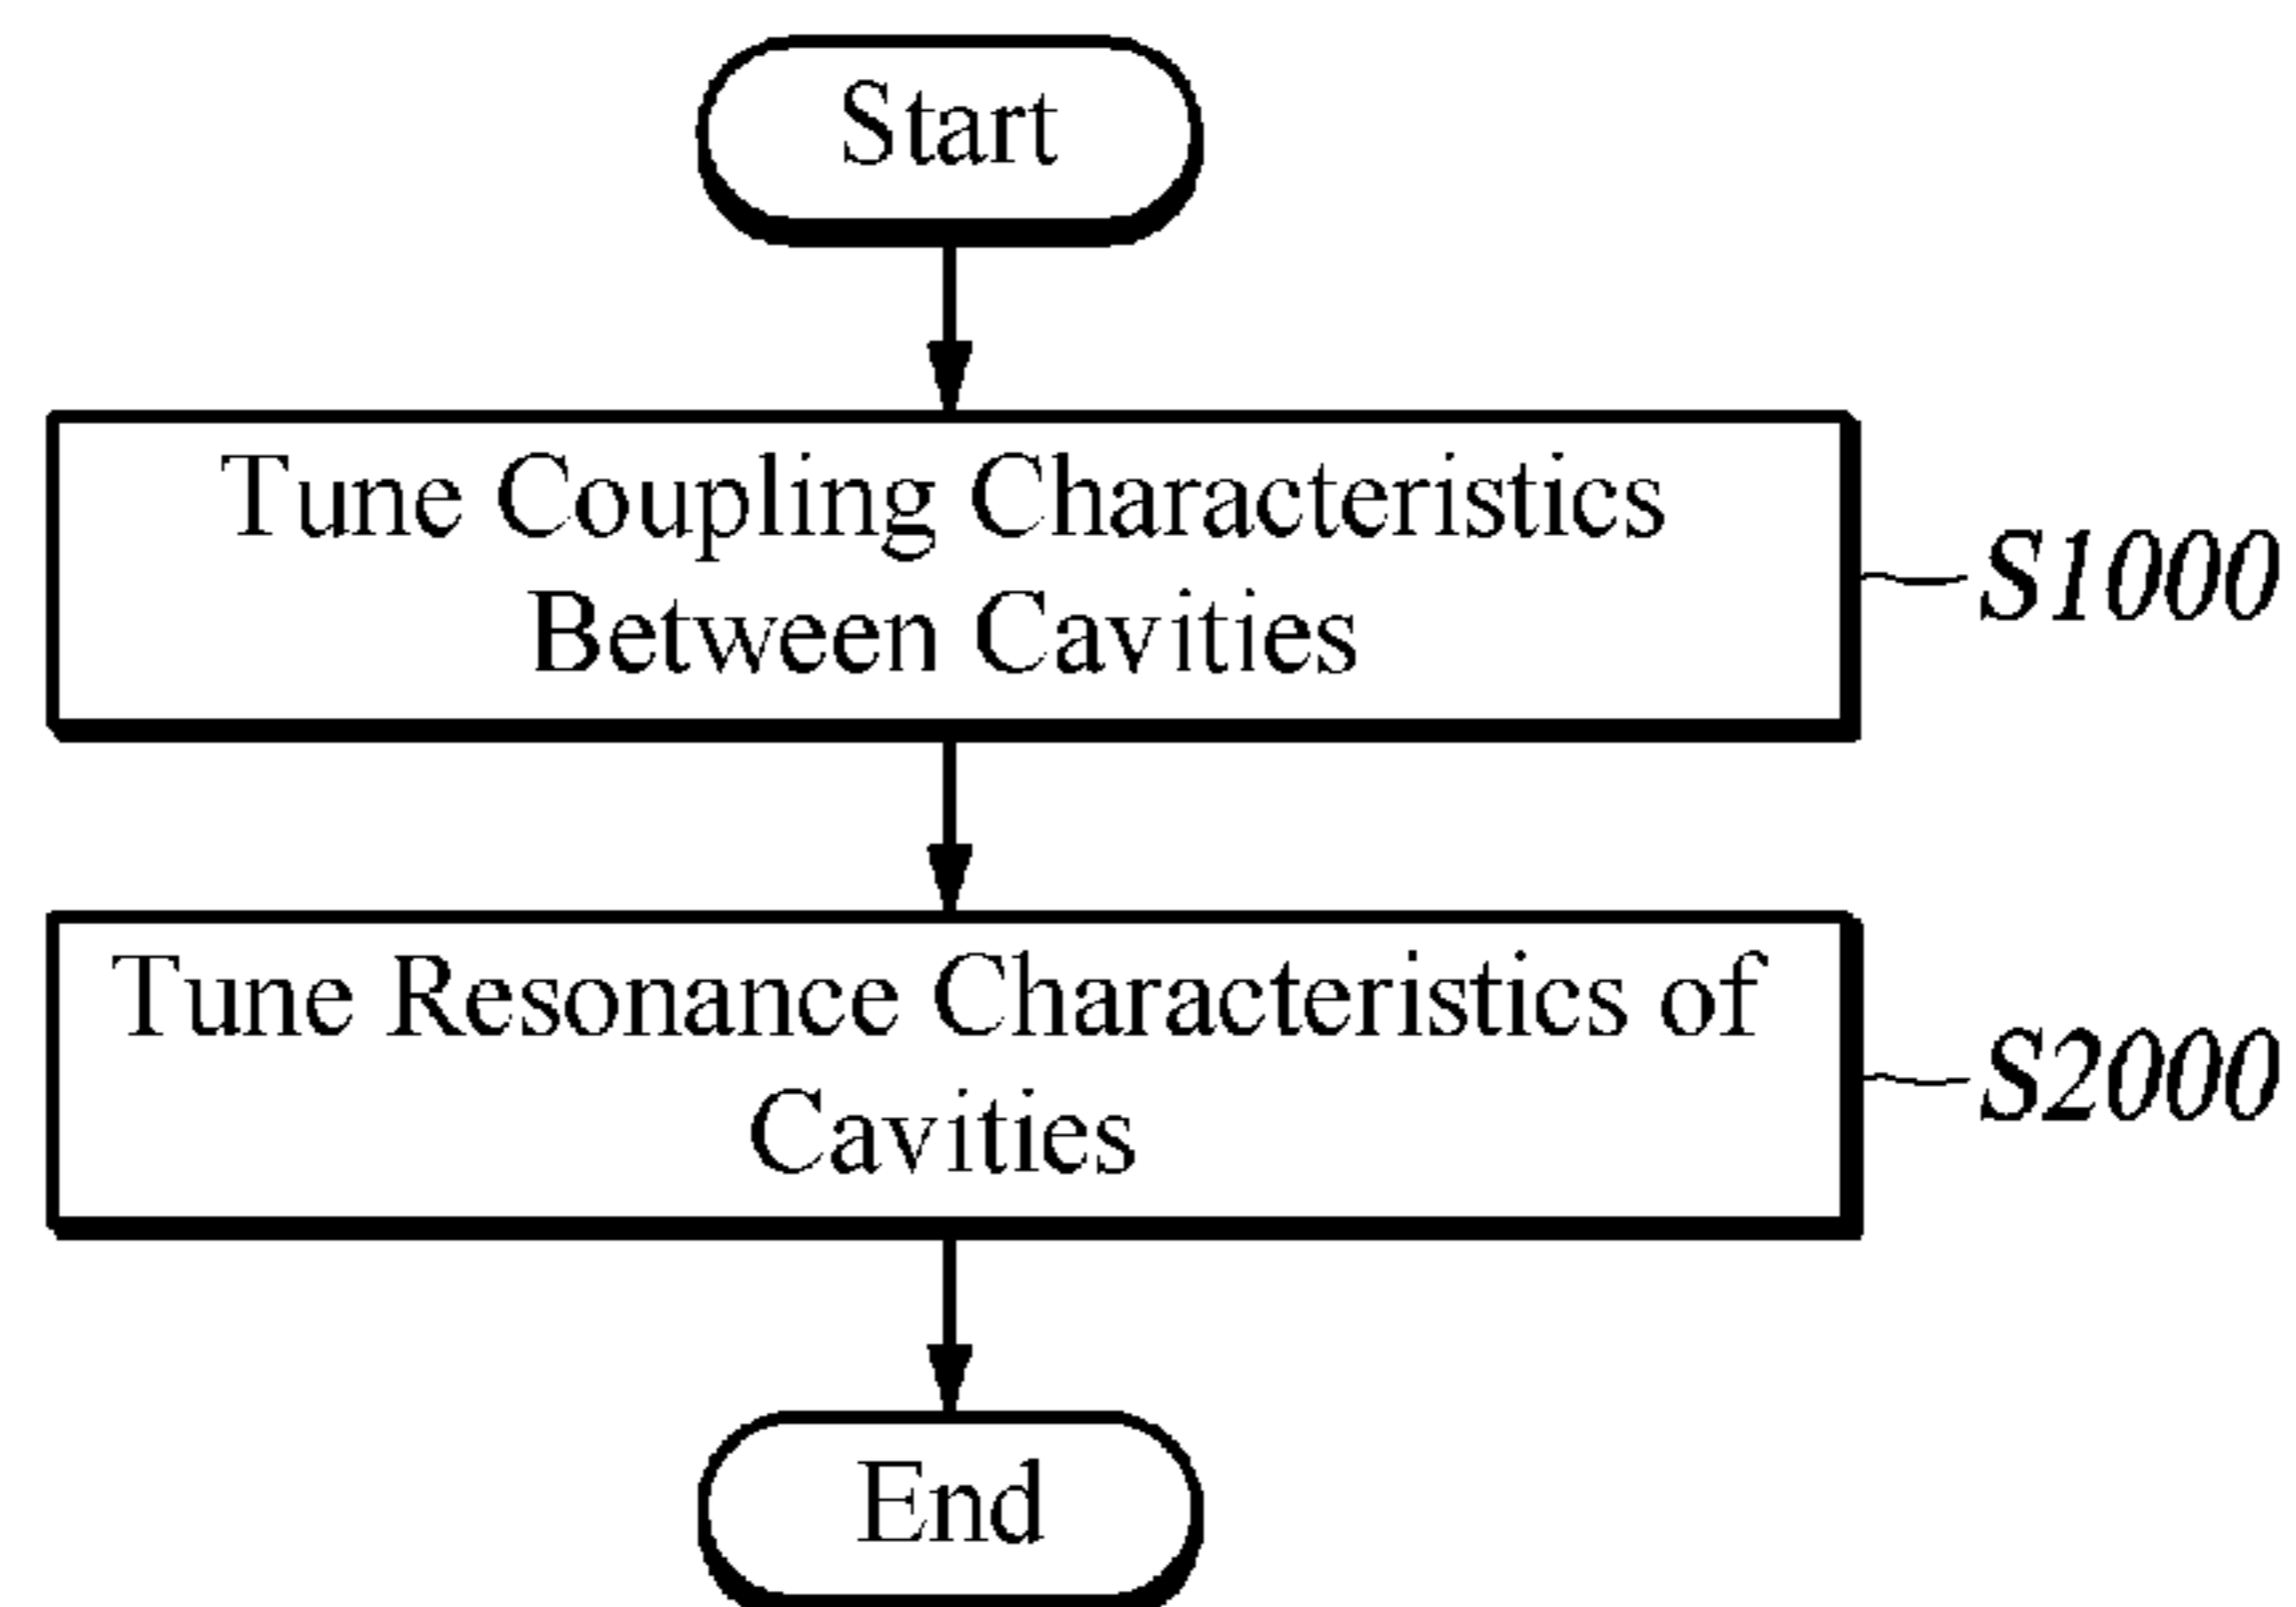 Start
Tune Coupling Characteristics
Between Cavities
S1000
Tune Resonance Characteristics of
Cavities
S2000
End